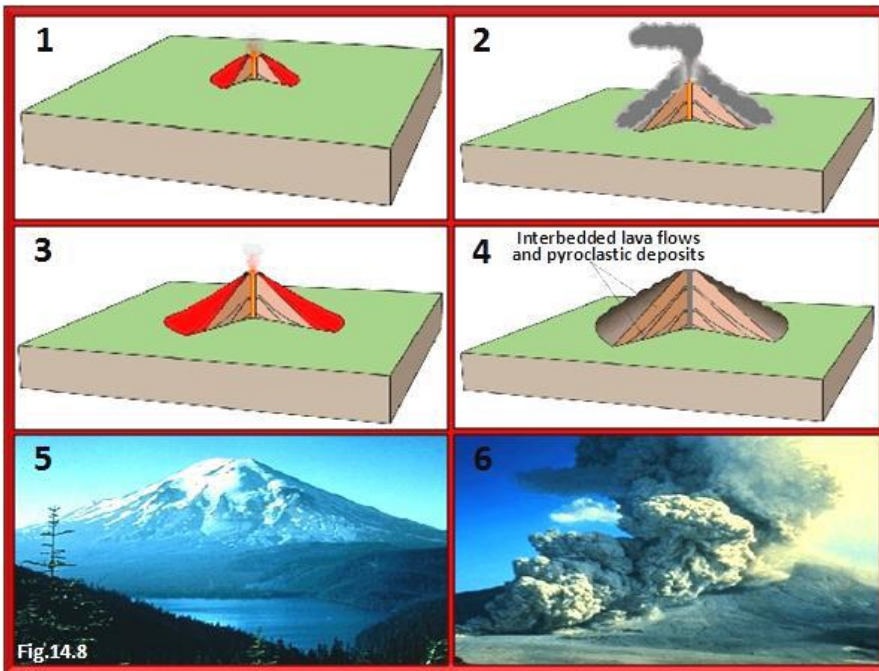 1
2
3
4
Interbedded lava flows
and pyroclastic deposits
5
6
Fig.14.8